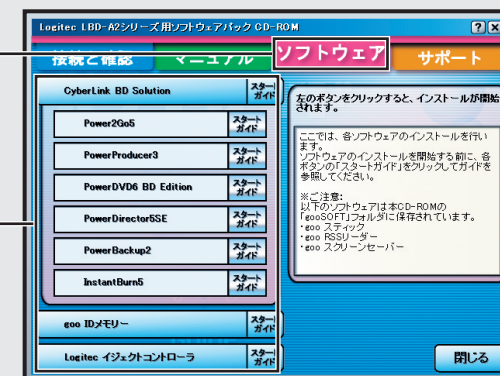 Logitec LBD-A2シリーズ用ソフトウェアパック CD-ROM
接続と確認 マニュアル ソフトウェア サポート
CyberLink BD Solution スタートガイド
Power2Go5 スタートガイド
PowerProducer3 スタートガイド
PowerDVD6 BD Edition スタートガイド
PowerDirector5SE スタートガイド
PowerBackup2 スタートガイド
InstantBurn5 スタートガイド
goo IDメモリー スタートガイド
Logitec イジェクトコントローラ スタートガイド
左のボタンをクリックすると、インストールが開始
されます。
ここでは、各ソフトウェアのインストールを行い
ます。
ソフトウェアのインストールを開始する前に、各
ボタンの「スタートガイド」をクリックしてガイドを
参照してください。
※ご注意:
以下のソフトウェアは本CD-ROMの
「gooSOFT」フォルダに保存されています。
・goo スティック
・goo RSSリーダー
・goo スクリーンセーバー
閉じる